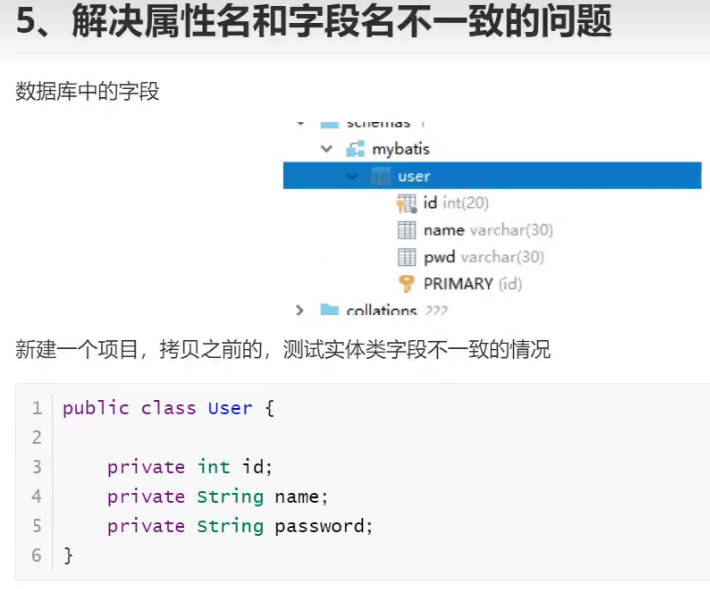 5、解决属性名和字段名不一致的问题
数据库中的字段
schemas 1
mybatis
user
id int(20)
name varchar(30)
pwd varchar(30)
PRIMARY (id)
collations 222
新建一个项目，拷贝之前的，测试实体类字段不一致的情况
1 public class User {
2
3     private int id;
4     private String name;
5     private String password;
6 }